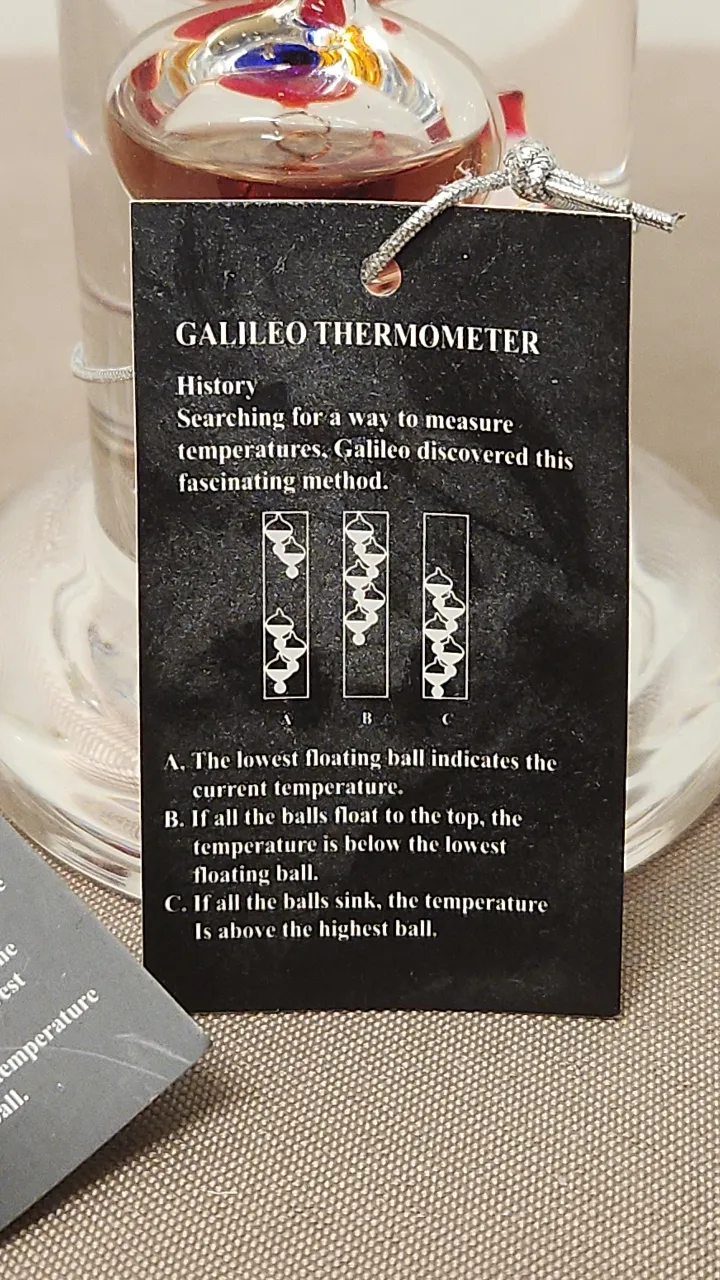 GALILEO THERMOMETER
History
Searching for a way to measure
temperatures, Galileo discovered this
fascinating method.
A B C
A. The lowest floating ball indicates the
current temperature.
B. If all the balls float to the top, the
temperature is below the lowest
floating ball.
C. If all the balls sink, the temperature
Is above the highest ball.